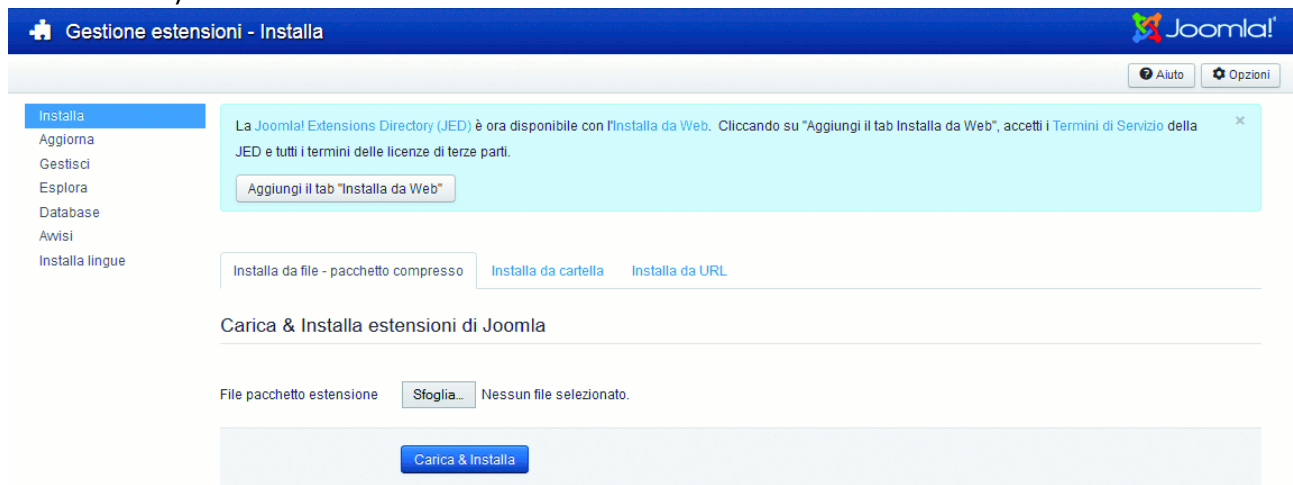 Gestione estensioni - Installa
Joomla!
Aiuto
Opzioni
Installa
Aggiorna
Gestisci
Esplora
Database
Avvisi
Installa lingue
La Joomla! Extensions Directory (JED) è ora disponibile con l'Installa da Web. Cliccando su "Aggiungi il tab Installa da Web", accetti i Termini di Servizio della
JED e tutti i termini delle licenze di terze parti.
×
Aggiungi il tab "Installa da Web"
Installa da file - pacchetto compresso
Installa da cartella
Installa da URL
Carica & Installa estensioni di Joomla
File pacchetto estensione
Sfoglia...
Nessun file selezionato.
Carica & Installa